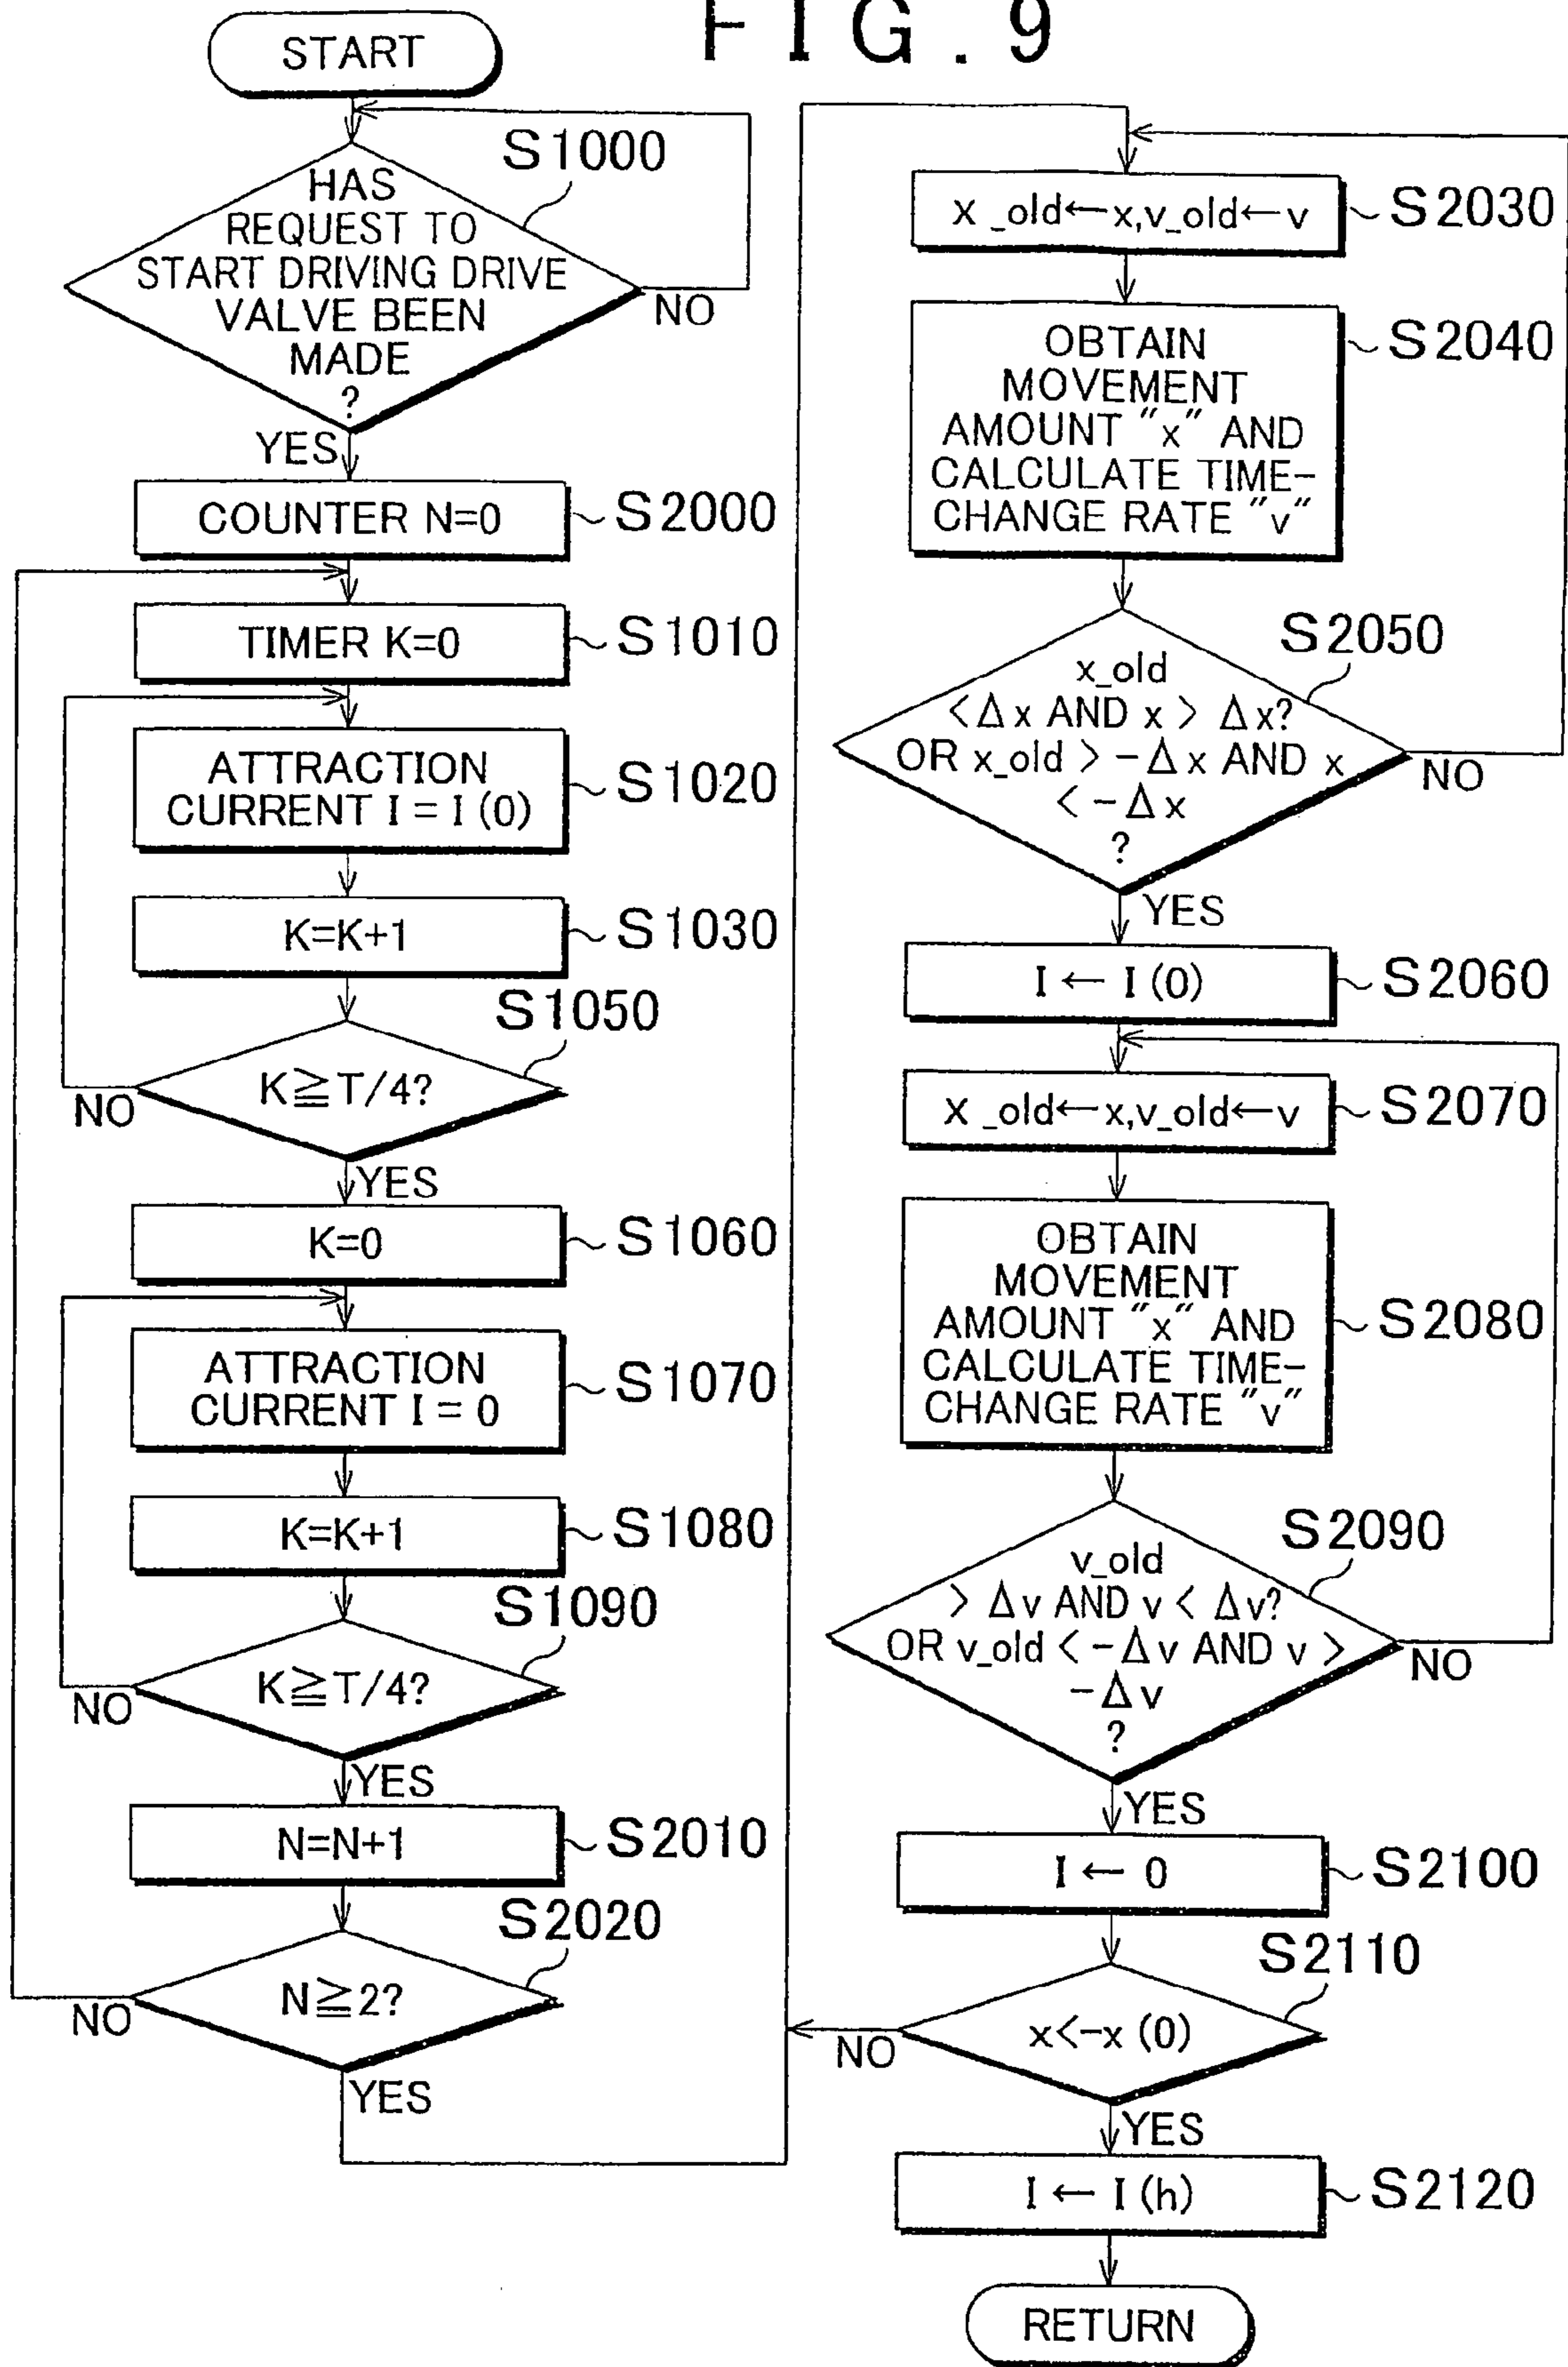 FIG. 9
START
S1000
HAS
REQUEST TO
START DRIVING DRIVE
VALVE BEEN
MADE
?
NO
YES
COUNTER N=0
S2000
TIMER K=0
S1010
ATTRACTION
CURRENT I = I (0)
S1020
K=K+1
S1030
S1050
K≧T/4?
NO
YES
K=0
S1060
ATTRACTION
CURRENT I = 0
S1070
K=K+1
S1080
S1090
K≧T/4?
NO
YES
N=N+1
S2010
S2020
N≧2?
NO
YES
x_old←x,v_old←v
S2030
OBTAIN
MOVEMENT
AMOUNT "x" AND
CALCULATE TIME-
CHANGE RATE "v"
S2040
S2050
x_old
<Δx AND x > Δx?
OR x_old > -Δx AND x
< -Δx
?
NO
YES
I ← I (0)
S2060
x_old←x,v_old←v
S2070
OBTAIN
MOVEMENT
AMOUNT "x" AND
CALCULATE TIME-
CHANGE RATE "v"
S2080
S2090
v_old
> Δv AND v < Δv?
OR v_old < -Δv AND v >
-Δv
?
NO
YES
I ← 0
S2100
S2110
x<-x (0)
NO
YES
I ← I (h)
S2120
RETURN